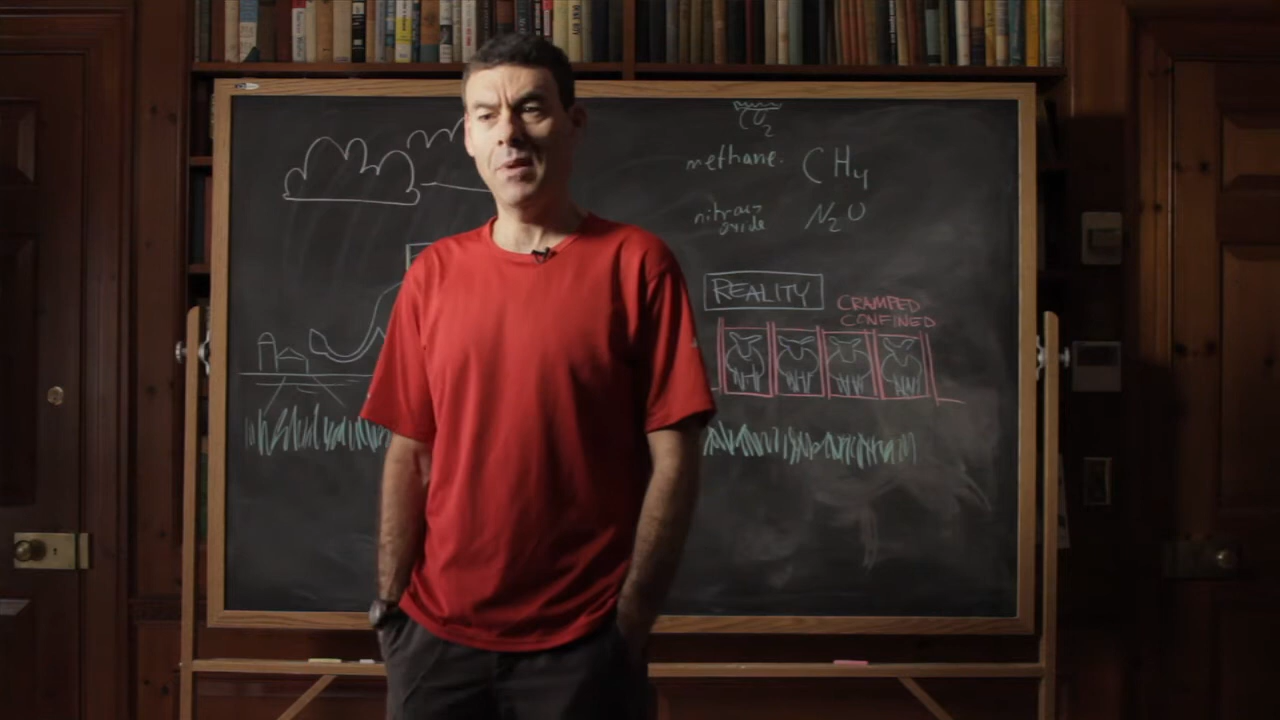 CO2
methane. CH4
nitrous oxide N2O
REALITY
CRAMPED
CONFINED